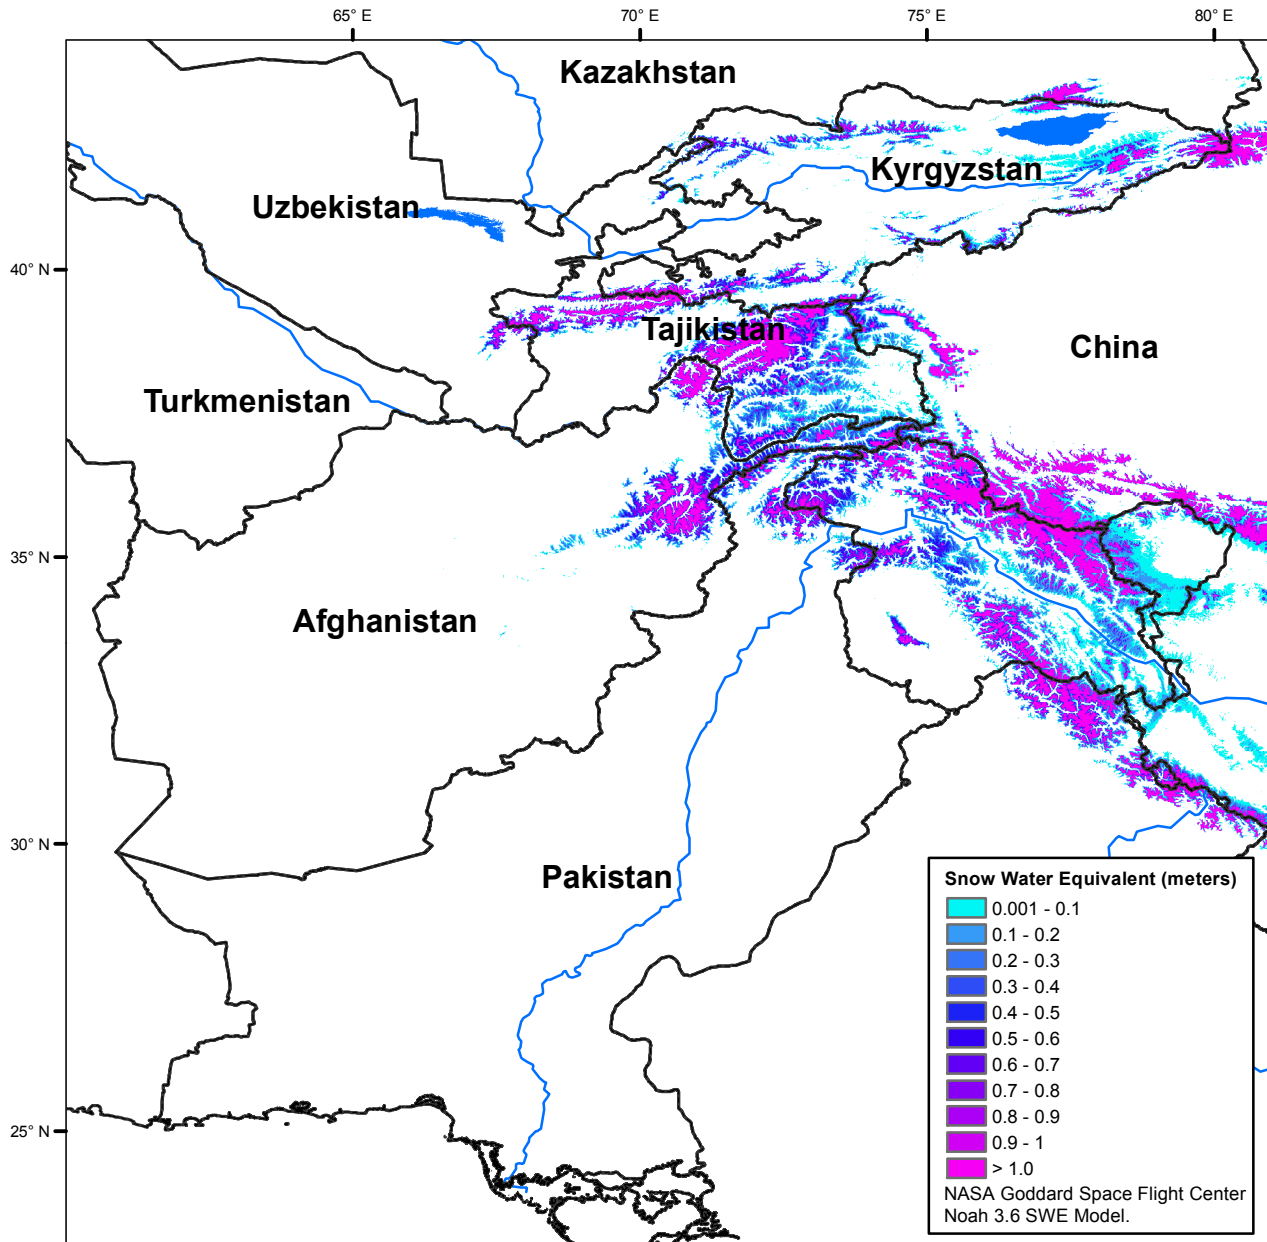 65° E
70° E
75° E
80° E
Kazakhstan
Kyrgyzstan
Uzbekistan
40° N
Tajikistan
China
Turkmenistan
35° N
Afghanistan
30° N
Pakistan
25° N
Snow Water Equivalent (meters)
0.001 - 0.1
0.1 - 0.2
0.2 - 0.3
0.3 - 0.4
0.4 - 0.5
0.5 - 0.6
0.6 - 0.7
0.7 - 0.8
0.8 - 0.9
0.9 - 1
> 1.0
NASA Goddard Space Flight Center
Noah 3.6 SWE Model.